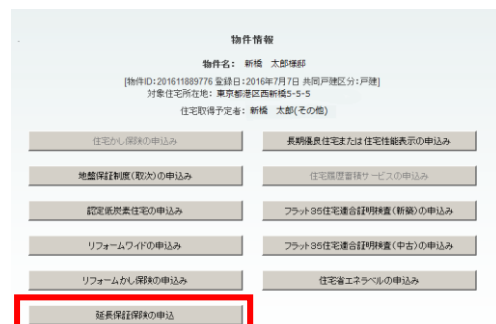 物件情報
物件名： 新橋 太郎様邸
[物件ID:201611889776 登録日:2016年7月7日 共同戸建区分:戸建]
対象住宅所在地： 東京都港区西新橋5-5-5
住宅取得予定者： 新橋 太郎(その他)
住宅かし保険の申込み
長期優良住宅または住宅性能表示の申込み
地盤保証制度(取次)の申込み
住宅履歴蓄積サービスの申込み
認定低炭素住宅の申込み
フラット35住宅適合証明検査(新築)の申込み
リフォームワイドの申込み
フラット35住宅適合証明検査(中古)の申込み
リフォームかし保険の申込み
住宅省エネラベルの申込み
延長保証保険の申込